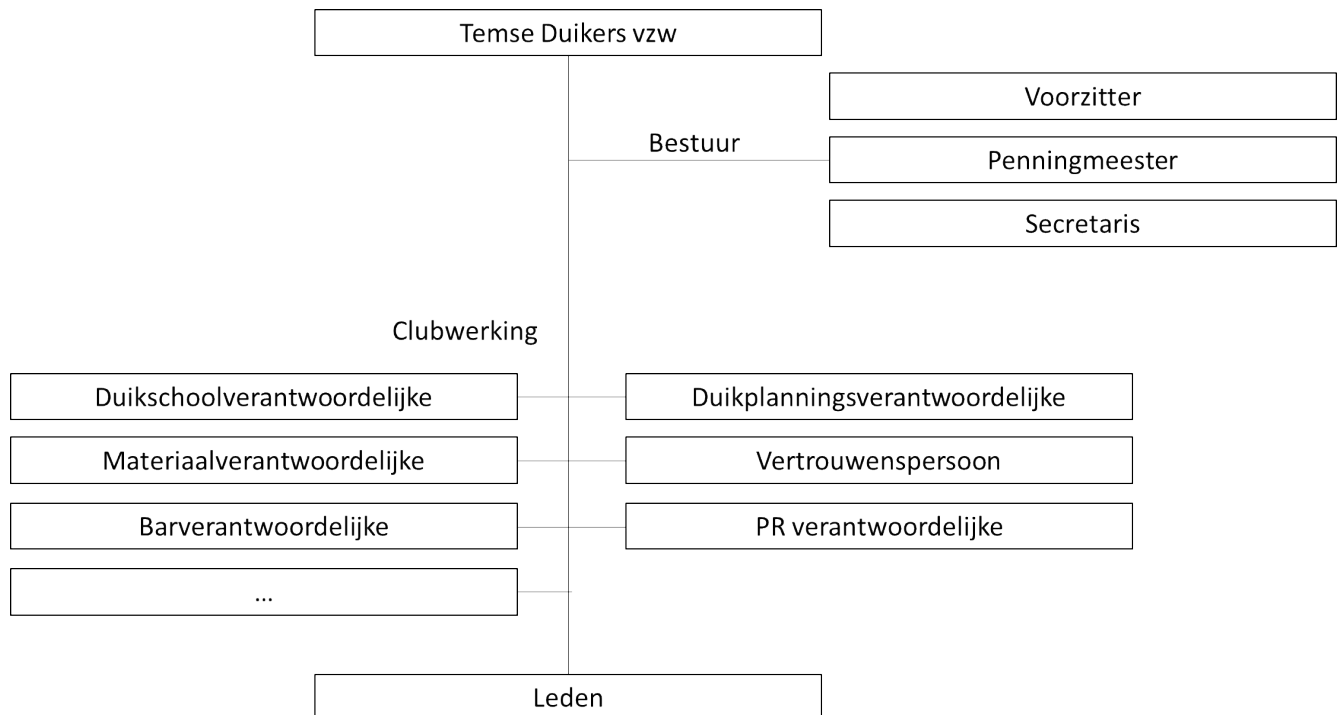 Temse Duikers vzw
Voorzitter
Bestuur
Penningmeester
Secretaris
Clubwerking
Duikschoolverantwoordelijke
Duikplanningsverantwoordelijke
Materiaalverantwoordelijke
Vertrouwenspersoon
Barverantwoordelijke
PR verantwoordelijke
...
Leden